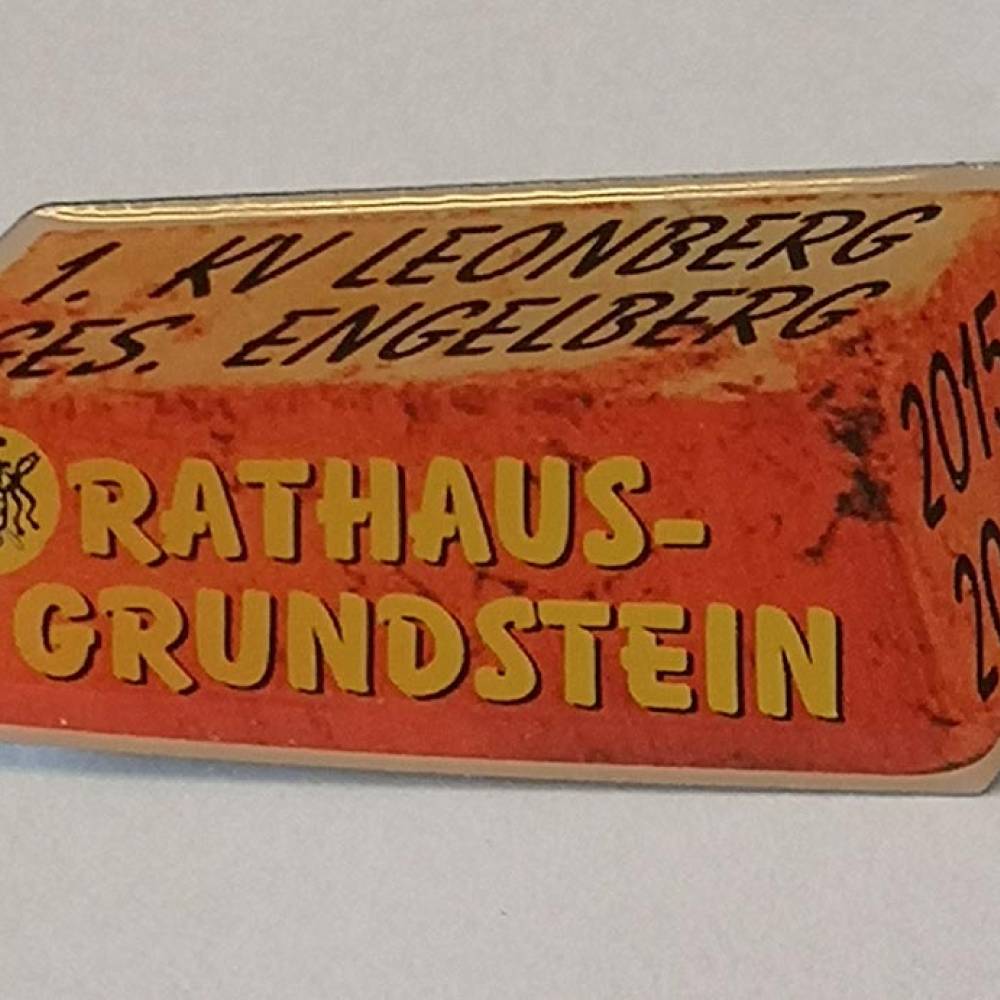 1. KV LEONBERG
GES. ENGELBERG
RATHAUS-
GRUNDSTEIN
2015